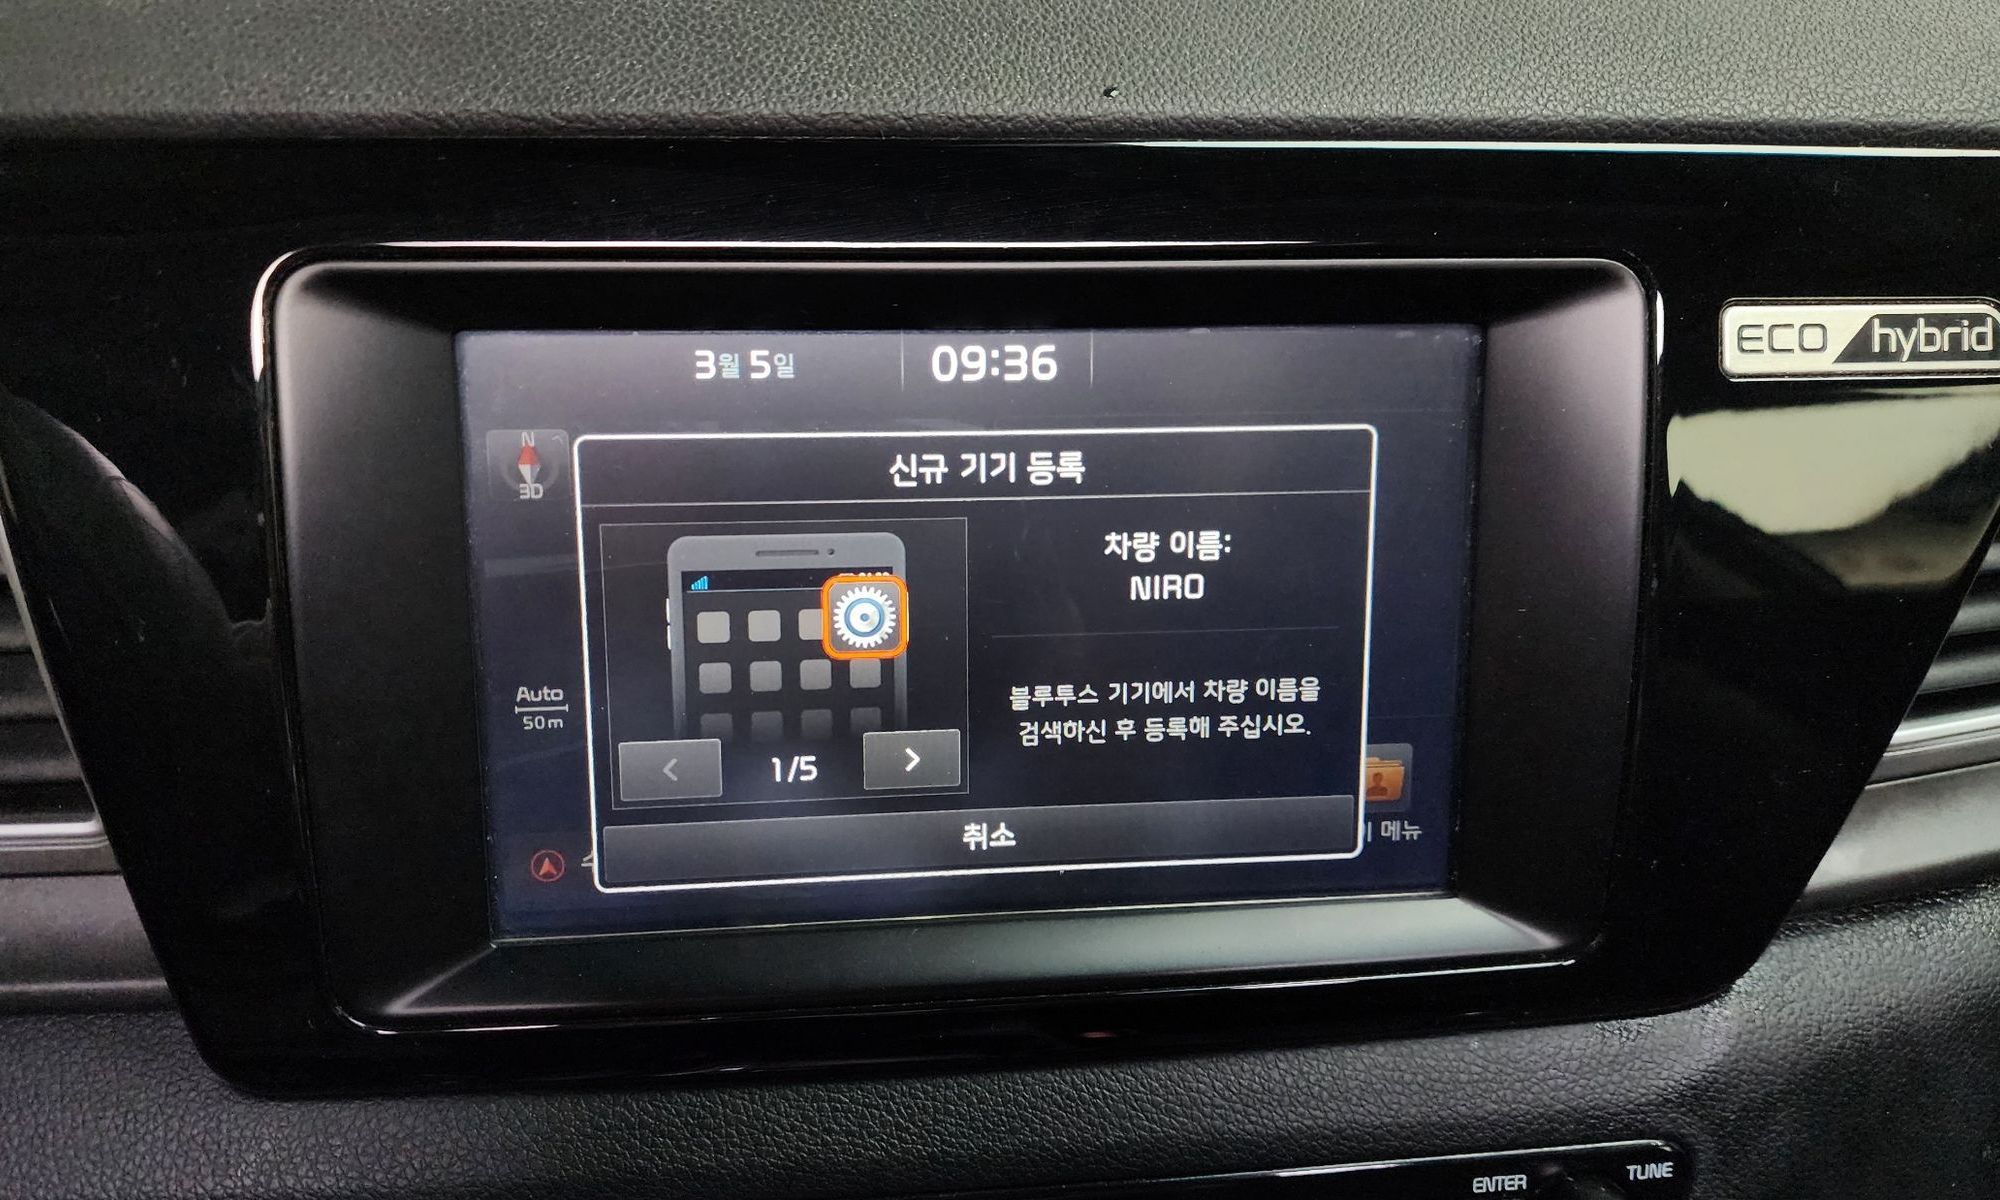 3월 5일
09:36
ECO hybrid
N
3D
신규 기기 등록
차량 이름:
NIRO
블루투스 기기에서 차량 이름을
검색하신 후 등록해 주십시오.
Auto
50m
< 1/5 >
취소
메뉴
ENTER
TUNE